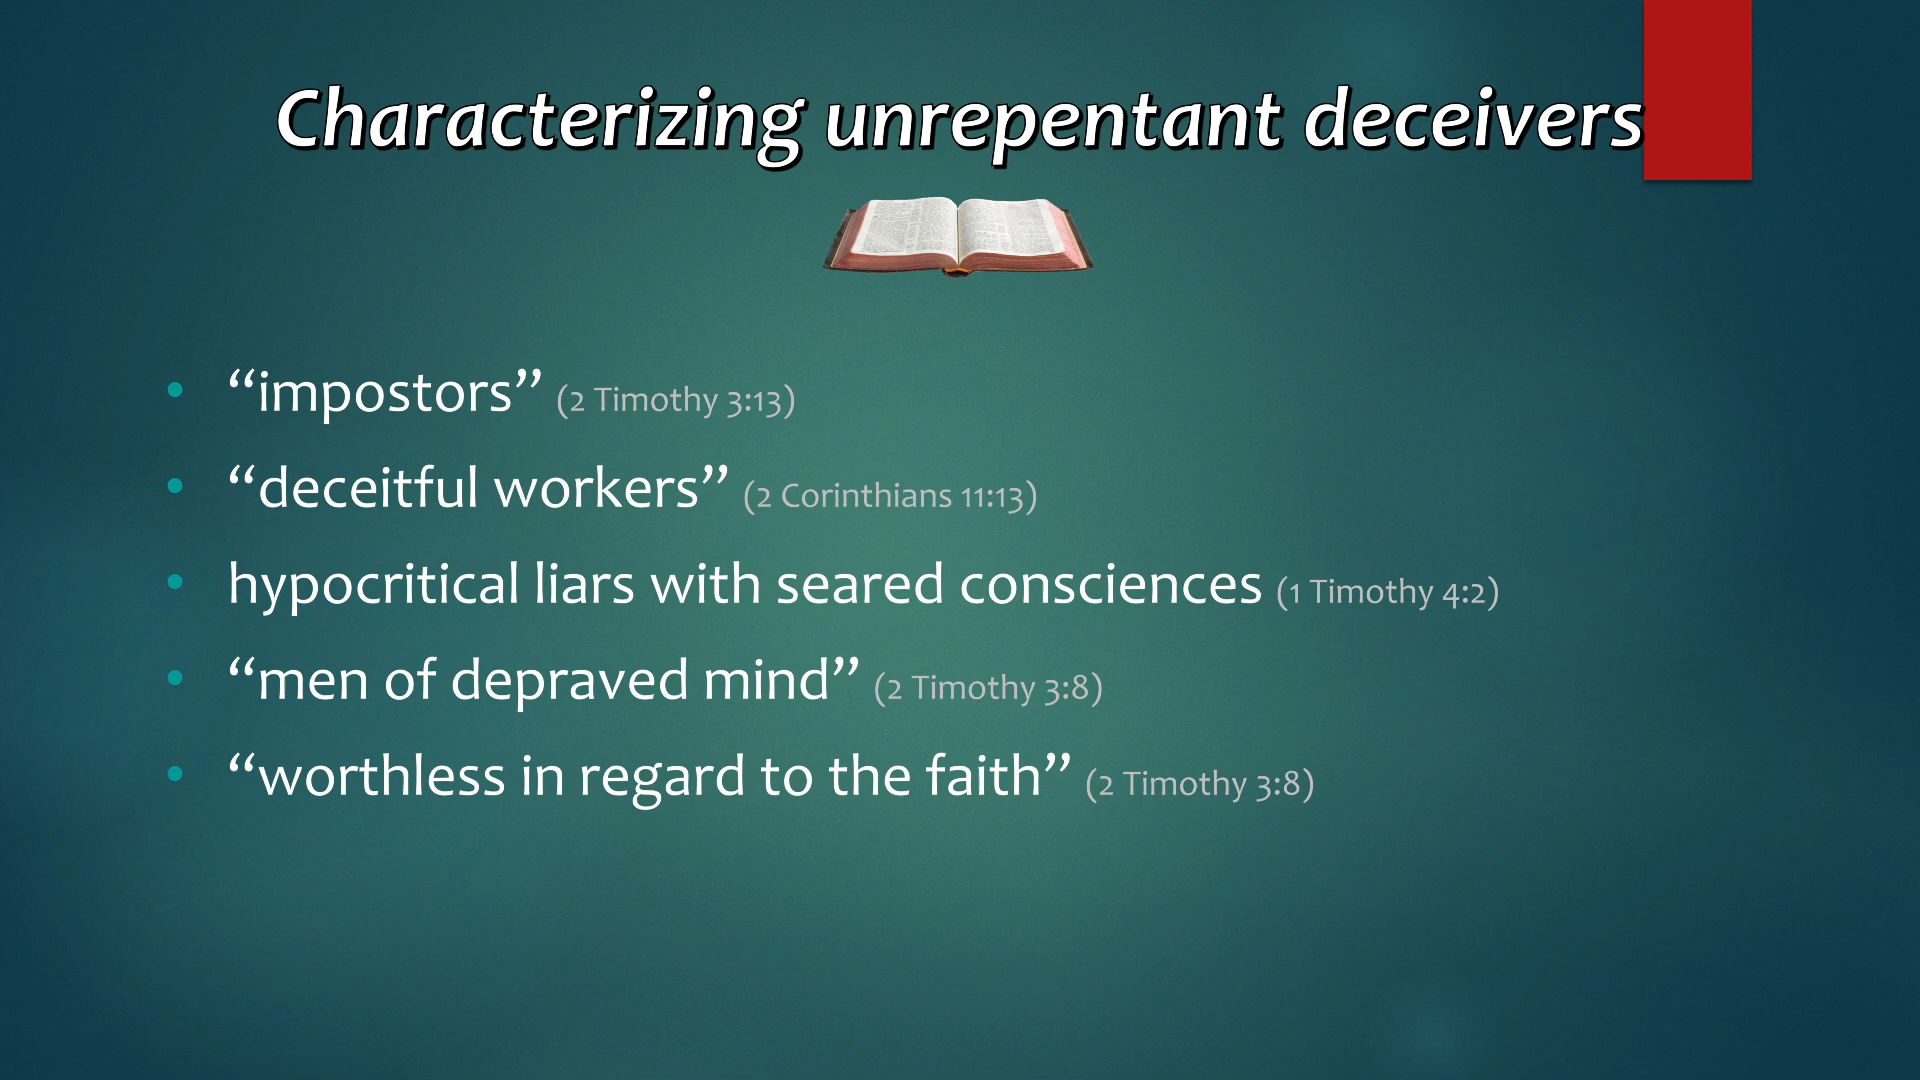 Characterizing unrepentant deceivers
• “impostors” (2 Timothy 3:13)
• “deceitful workers” (2 Corinthians 11:13)
• hypocritical liars with seared consciences (1 Timothy 4:2)
• “men of depraved mind” (2 Timothy 3:8)
• “worthless in regard to the faith” (2 Timothy 3:8)